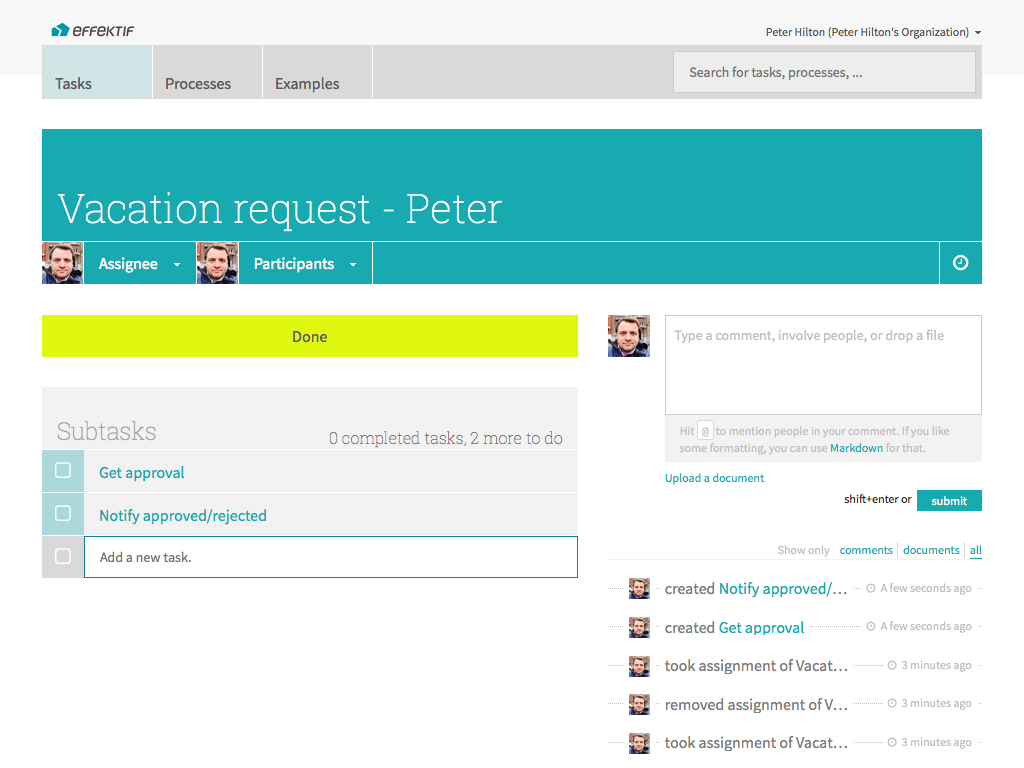 effektif
Peter Hilton (Peter Hilton's Organization)
Tasks
Processes
Examples
Search for tasks, processes, ...
Vacation request - Peter
Assignee
Participants
Done
Type a comment, involve people, or drop a file
Hit @ to mention people in your comment. If you like
some formatting, you can use Markdown for that.
Upload a document
shift+enter or submit
Subtasks
0 completed tasks, 2 more to do
Get approval
Notify approved/rejected
Add a new task.
Show only comments documents all
created Notify approved/... A few seconds ago
created Get approval A few seconds ago
took assignment of Vacat... 3 minutes ago
removed assignment of V... 3 minutes ago
took assignment of Vacat... 3 minutes ago